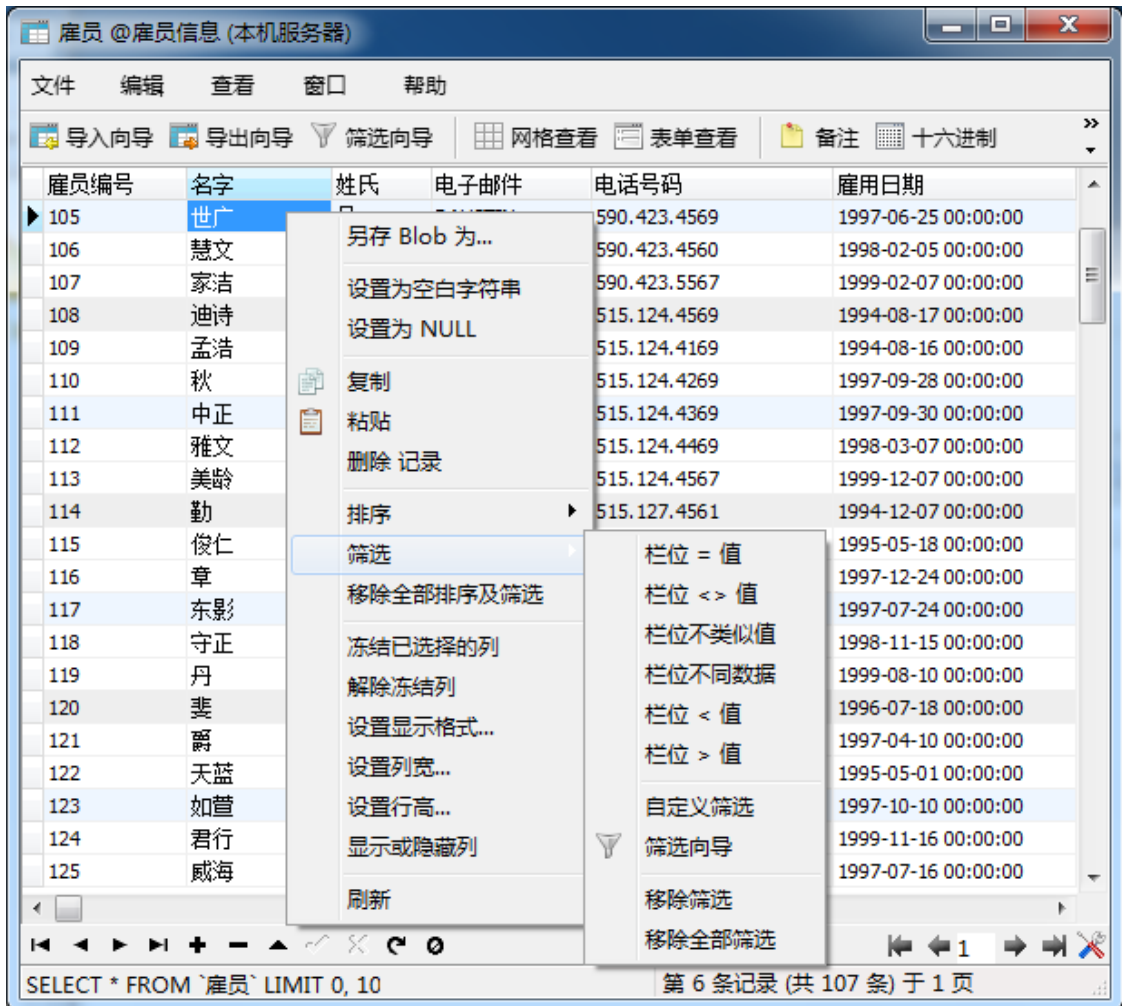 雇员 @雇员信息 (本机服务器)
文件 编辑 查看 窗口 帮助
导入向导 导出向导 筛选向导 网格查看 表单查看 备注 十六进制
雇员编号 名字 姓氏 电子邮件 电话号码 雇用日期
105 世广 590.423.4569 1997-06-25 00:00:00
106 慧文 590.423.4560 1998-02-05 00:00:00
107 家洁 590.423.5567 1999-02-07 00:00:00
108 迪诗 515.124.4569 1994-08-17 00:00:00
109 孟浩 515.124.4169 1994-08-16 00:00:00
110 秋 515.124.4269 1997-09-28 00:00:00
111 中正 515.124.4369 1997-09-30 00:00:00
112 雅文 515.124.4469 1998-03-07 00:00:00
113 美龄 515.124.4567 1999-12-07 00:00:00
114 勤 515.127.4561 1994-12-07 00:00:00
115 俊仁 1995-05-18 00:00:00
116 章 1997-12-24 00:00:00
117 东影 1997-07-24 00:00:00
118 守正 1998-11-15 00:00:00
119 丹 1999-08-10 00:00:00
120 斐 1996-07-18 00:00:00
121 爵 1997-04-10 00:00:00
122 天蓝 1995-05-01 00:00:00
123 如萱 1997-10-10 00:00:00
124 君行 1999-11-16 00:00:00
125 威海 1997-07-16 00:00:00
另存 Blob 为...
设置为空白字符串
设置为 NULL
复制
粘贴
删除 记录
排序
筛选
移除全部排序及筛选
冻结已选择的列
解除冻结列
设置显示格式...
设置列宽...
设置行高...
显示或隐藏列
刷新
栏位 = 值
栏位 <> 值
栏位不类似值
栏位不同数据
栏位 < 值
栏位 > 值
自定义筛选
筛选向导
移除筛选
移除全部筛选
1
SELECT * FROM `雇员` LIMIT 0, 10
第 6 条记录 (共 107 条) 于 1 页